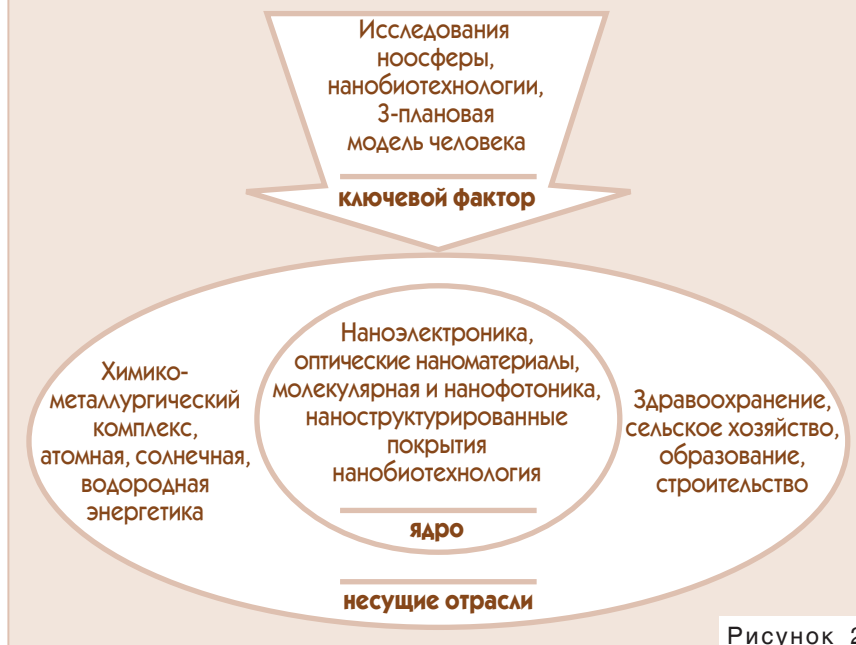 Исследования
ноосферы,
нанобиотехнологии,
3-плановая
модель человека
ключевой фактор
Химико-
металлургический
комплекс,
атомная, солнечная,
водородная
энергетика
Наноэлектроника,
оптические наноматериалы,
молекулярная и нанофотоника,
наноструктурированные
покрытия
нанобиотехнология
ядро
Здравоохранение,
сельское хозяйство,
образование,
строительство
несущие отрасли
Рисунок 2